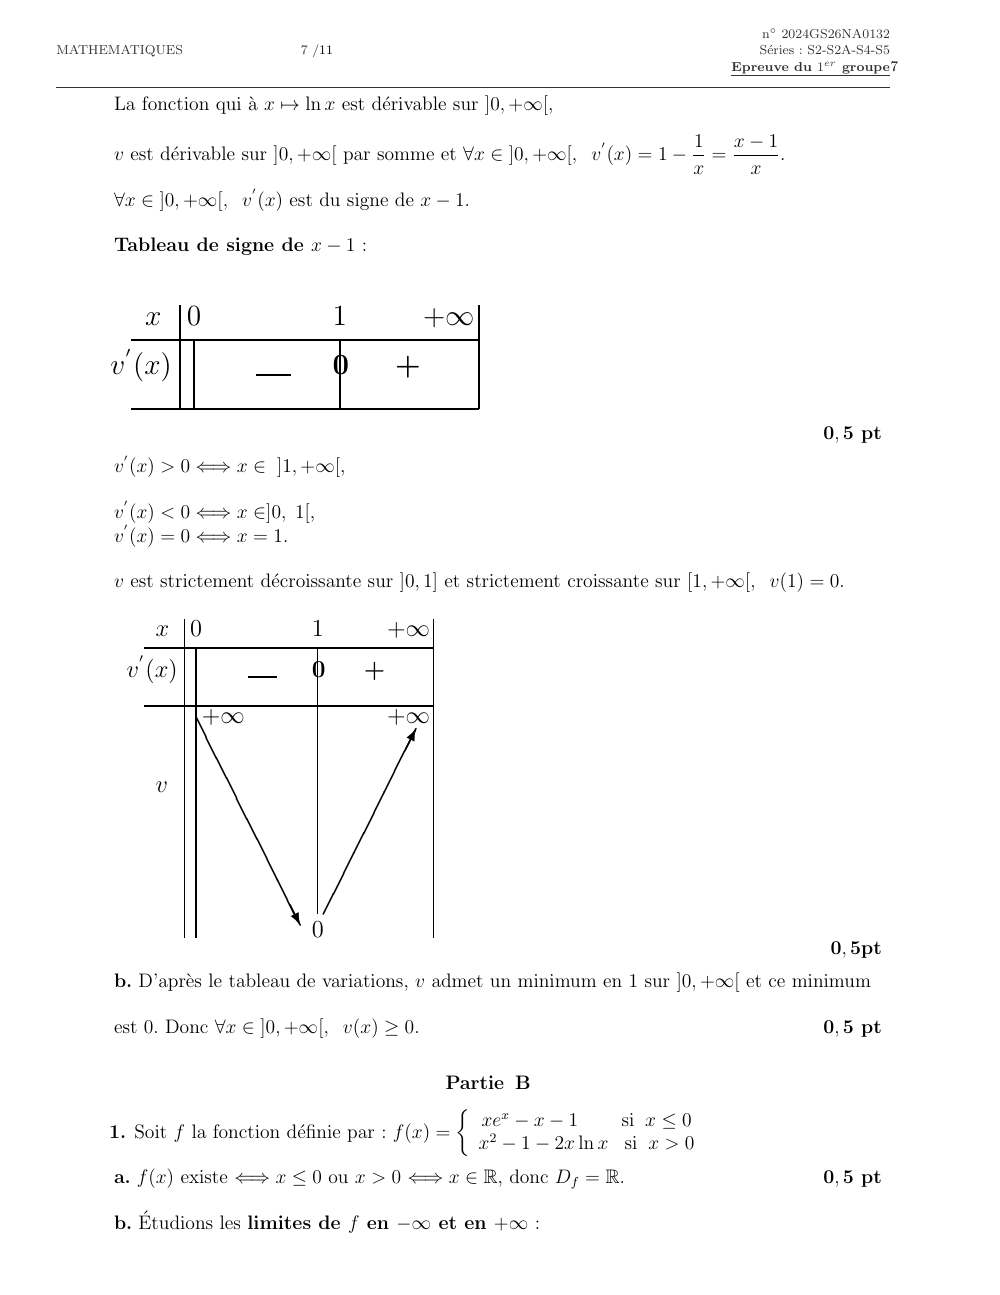 n° 2024GS26NA0132
MATHEMATIQUES 7 /11 Séries : S2-S2A-S4-S5
Epreuve du 1er groupe7
La fonction qui à x ↦ ln x est dérivable sur ]0, +∞[,
v est dérivable sur ]0, +∞[ par somme et ∀x ∈ ]0, +∞[, v′(x) = 1 − 1/x = (x − 1)/x.
∀x ∈ ]0, +∞[, v′(x) est du signe de x − 1.
Tableau de signe de x − 1 :
x 0 1 +∞
v′(x) − 0 +
0, 5 pt
v′(x) > 0 ⟺ x ∈ ]1, +∞[,
v′(x) < 0 ⟺ x ∈]0, 1[,
v′(x) = 0 ⟺ x = 1.
v est strictement décroissante sur ]0, 1] et strictement croissante sur [1, +∞[, v(1) = 0.
x 0 1 +∞
v′(x) − 0 +
+∞ +∞
v
0
0, 5pt
b. D'après le tableau de variations, v admet un minimum en 1 sur ]0, +∞[ et ce minimum
est 0. Donc ∀x ∈ ]0, +∞[, v(x) ≥ 0. 0, 5 pt
Partie B
1. Soit f la fonction définie par : f(x) = { xeˣ − x − 1 si x ≤ 0
x² − 1 − 2x ln x si x > 0
a. f(x) existe ⟺ x ≤ 0 ou x > 0 ⟺ x ∈ ℝ, donc D_f = ℝ. 0, 5 pt
b. Étudions les limites de f en −∞ et en +∞ :